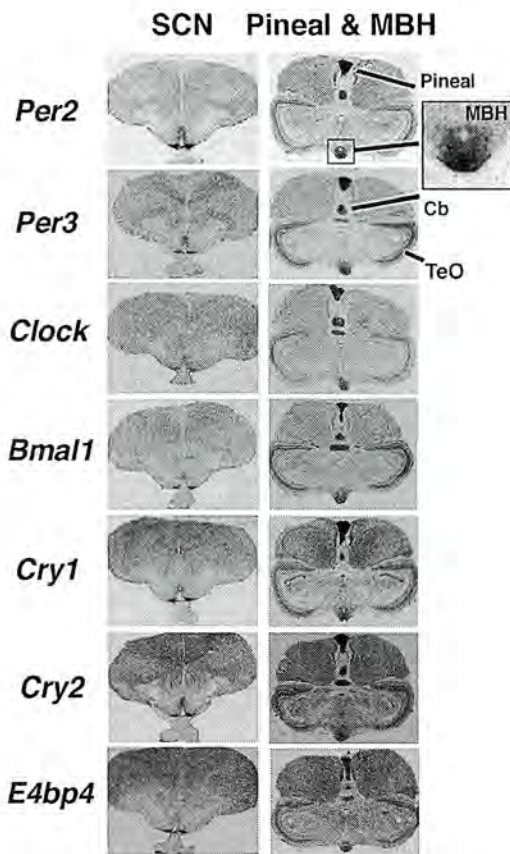 SCN Pineal & MBH
Per2
Pineal
MBH
Per3
Cb
TeO
Clock
Bmal1
Cry1
Cry2
E4bp4